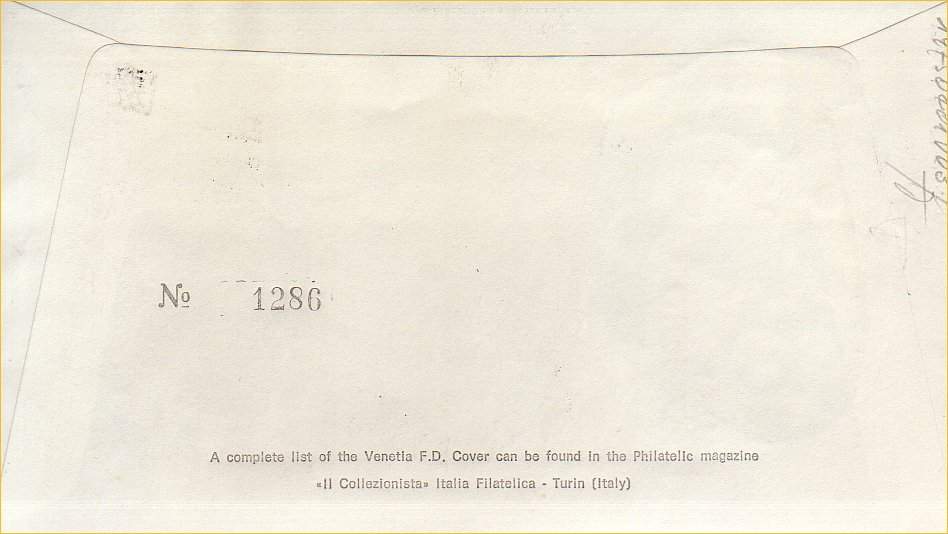 № 1286
A complete list of the Venetia F.D. Cover can be found in the Philatelic magazine
«Il Collezionista» Italia Filatelica - Turin (Italy)